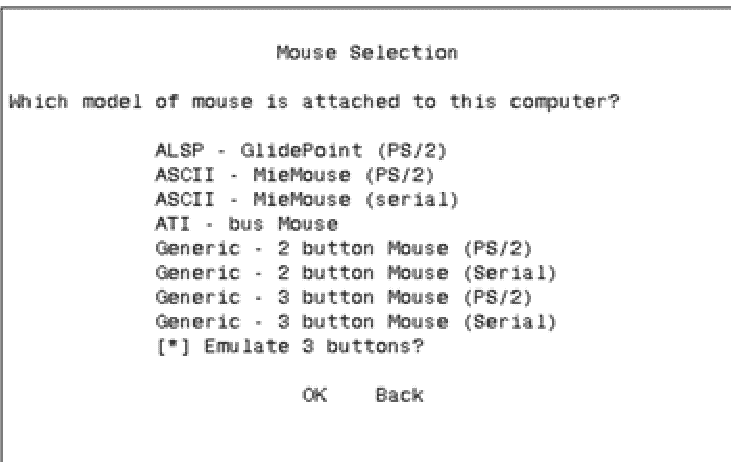 Mouse Selection
Which model of mouse is attached to this computer?
ALSP - GlidePoint (PS/2)
ASCII - MieMouse (PS/2)
ASCII - MieMouse (serial)
ATI - bus Mouse
Generic - 2 button Mouse (PS/2)
Generic - 2 button Mouse (Serial)
Generic - 3 button Mouse (PS/2)
Generic - 3 button Mouse (Serial)
[*] Emulate 3 buttons?
OK Back